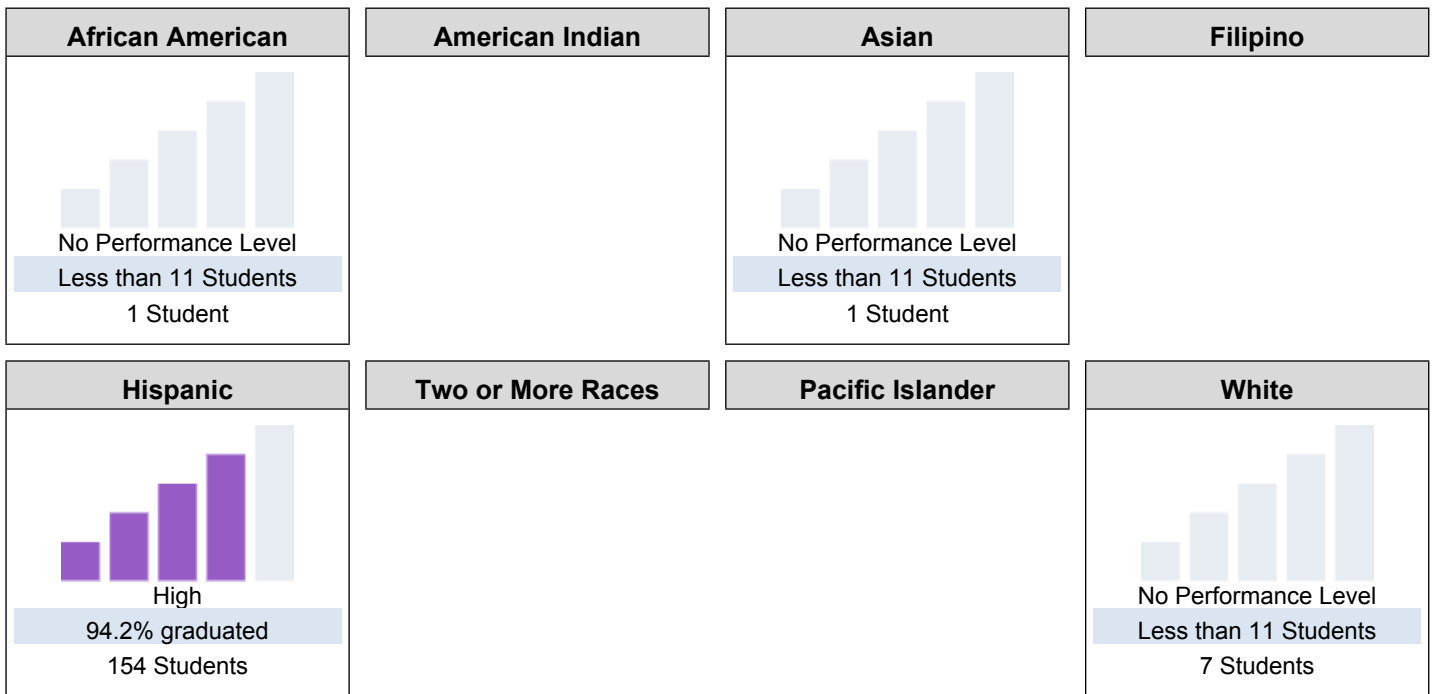 African American
American Indian
Asian
Filipino
No Performance Level
Less than 11 Students
1 Student
No Performance Level
Less than 11 Students
1 Student
Hispanic
Two or More Races
Pacific Islander
White
High
94.2% graduated
154 Students
No Performance Level
Less than 11 Students
7 Students